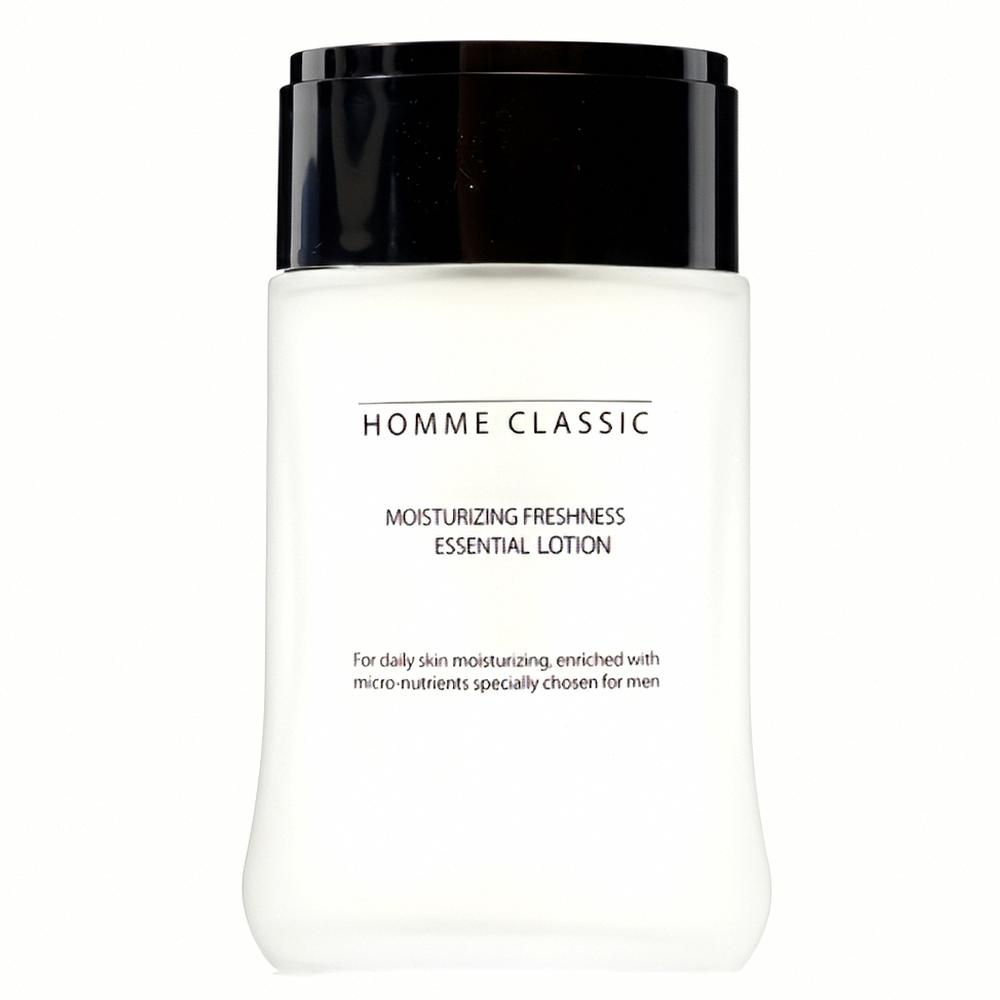 HOMME CLASSIC
MOISTURIZING FRESHNESS
ESSENTIAL LOTION
For daily skin moisturizing, enriched with
micro-nutrients specially chosen for men